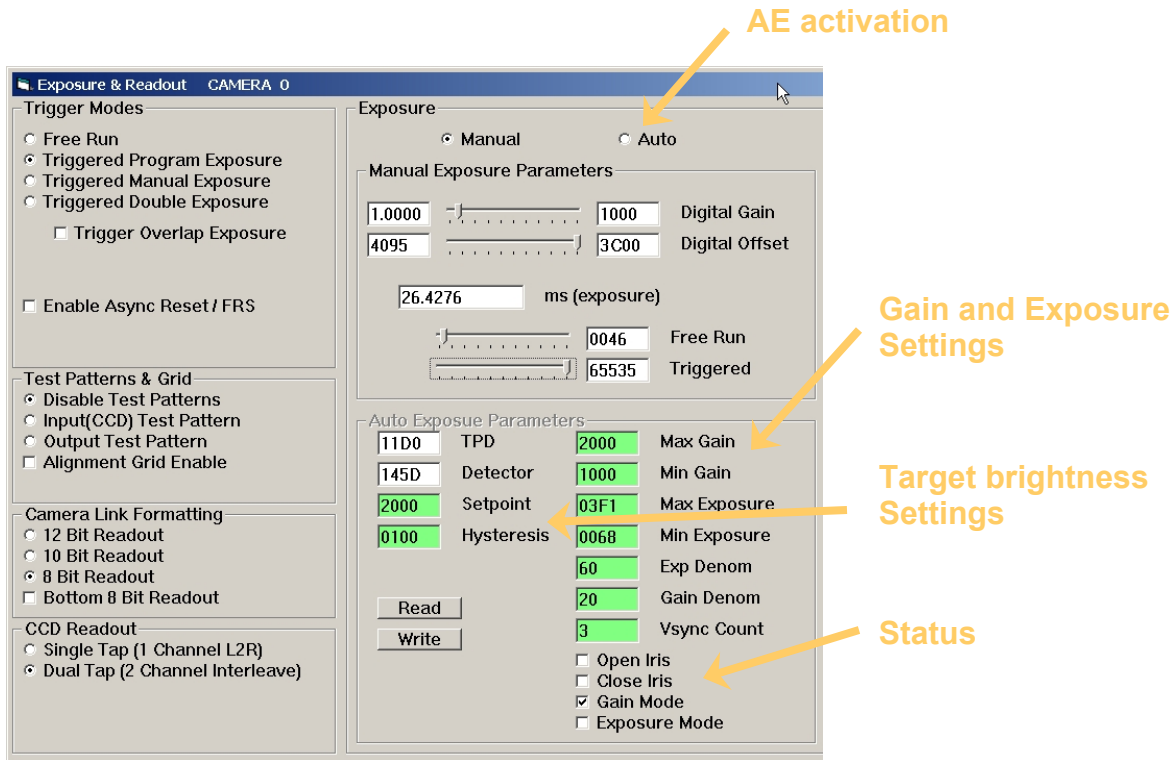 AE activation
Exposure & Readout CAMERA 0
Trigger Modes
Free Run
Triggered Program Exposure
Triggered Manual Exposure
Triggered Double Exposure
Trigger Overlap Exposure
Enable Async Reset / FRS
Test Patterns & Grid
Disable Test Patterns
Input(CCD) Test Pattern
Output Test Pattern
Alignment Grid Enable
Camera Link Formatting
12 Bit Readout
10 Bit Readout
8 Bit Readout
Bottom 8 Bit Readout
CCD Readout
Single Tap (1 Channel L2R)
Dual Tap (2 Channel Interleave)
Exposure
Manual Auto
Manual Exposure Parameters
1.0000 1000 Digital Gain
4095 3C00 Digital Offset
26.4276 ms (exposure)
0046 Free Run
65535 Triggered
Auto Exposue Parameters
11D0 TPD 2000 Max Gain
145D Detector 1000 Min Gain
2000 Setpoint 03F1 Max Exposure
0100 Hysteresis 0068 Min Exposure
60 Exp Denom
Read 20 Gain Denom
Write 3 Vsync Count
Open Iris
Close Iris
Gain Mode
Exposure Mode
Gain and Exposure
Settings
Target brightness
Settings
Status